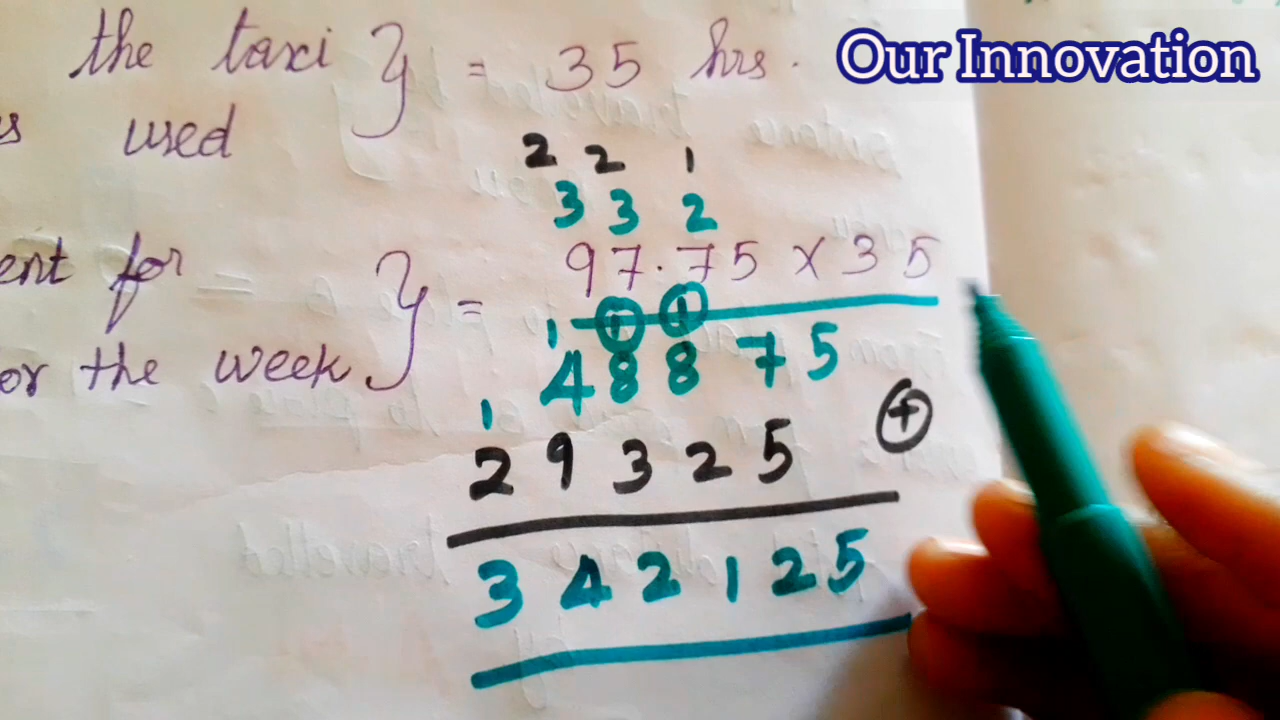 Our Innovation
the taxi } = 35 hrs.
s used
2 2 1
3 3 2
ent for } = 97.75 x 35
or the week
1 + 1
4 8 8 7 5
1
2 9 3 2 5 +
3 4 2 1 2 5